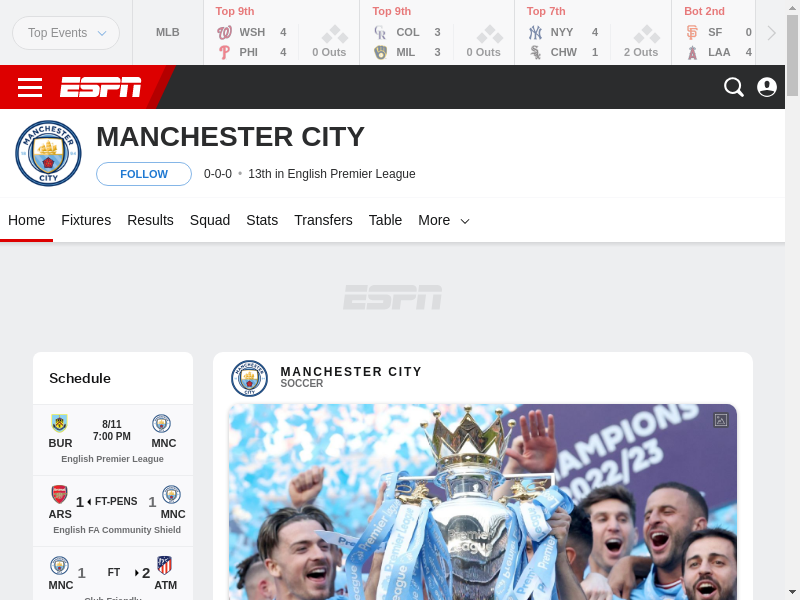 Top Events
MLB
Top 9th
WSH 4
PHI 4
0 Outs
Top 9th
COL 3
MIL 3
0 Outs
Top 7th
NYY 4
CHW 1
2 Outs
Bot 2nd
SF 0
LAA 4
ESPN
MANCHESTER CITY
FOLLOW
0-0-0 • 13th in English Premier League
Home
Fixtures
Results
Squad
Stats
Transfers
Table
More
ESPN
Schedule
BUR
8/11
7:00 PM
MNC
English Premier League
ARS
1
FT-PENS
1
MNC
English FA Community Shield
MNC
1
FT
2
ATM
Club Friendly
MANCHESTER CITY
SOCCER
CHAMPIONS
2022/23
Premier
League